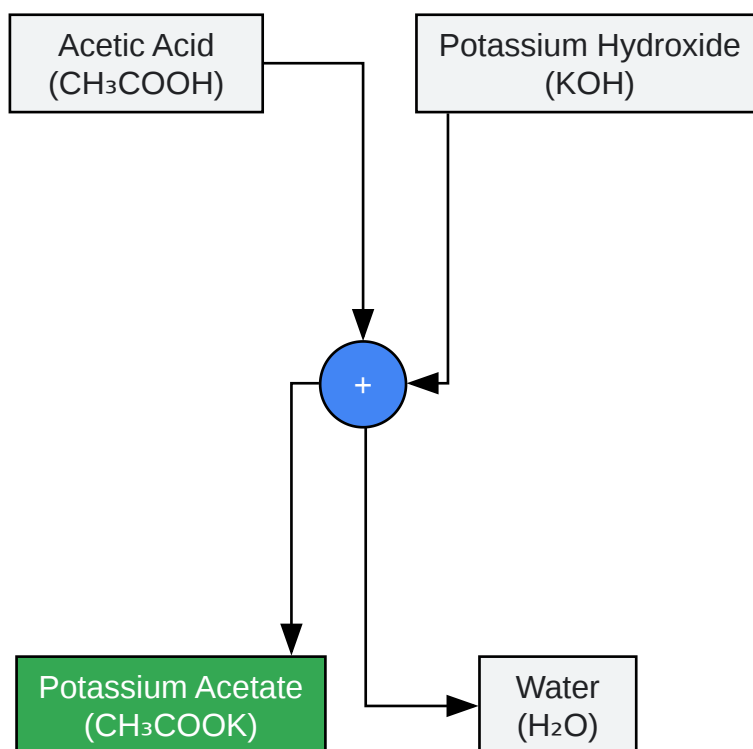 Acetic Acid
(CH₃COOH)
Potassium Hydroxide
(KOH)
+
Potassium Acetate
(CH₃COOK)
Water
(H₂O)